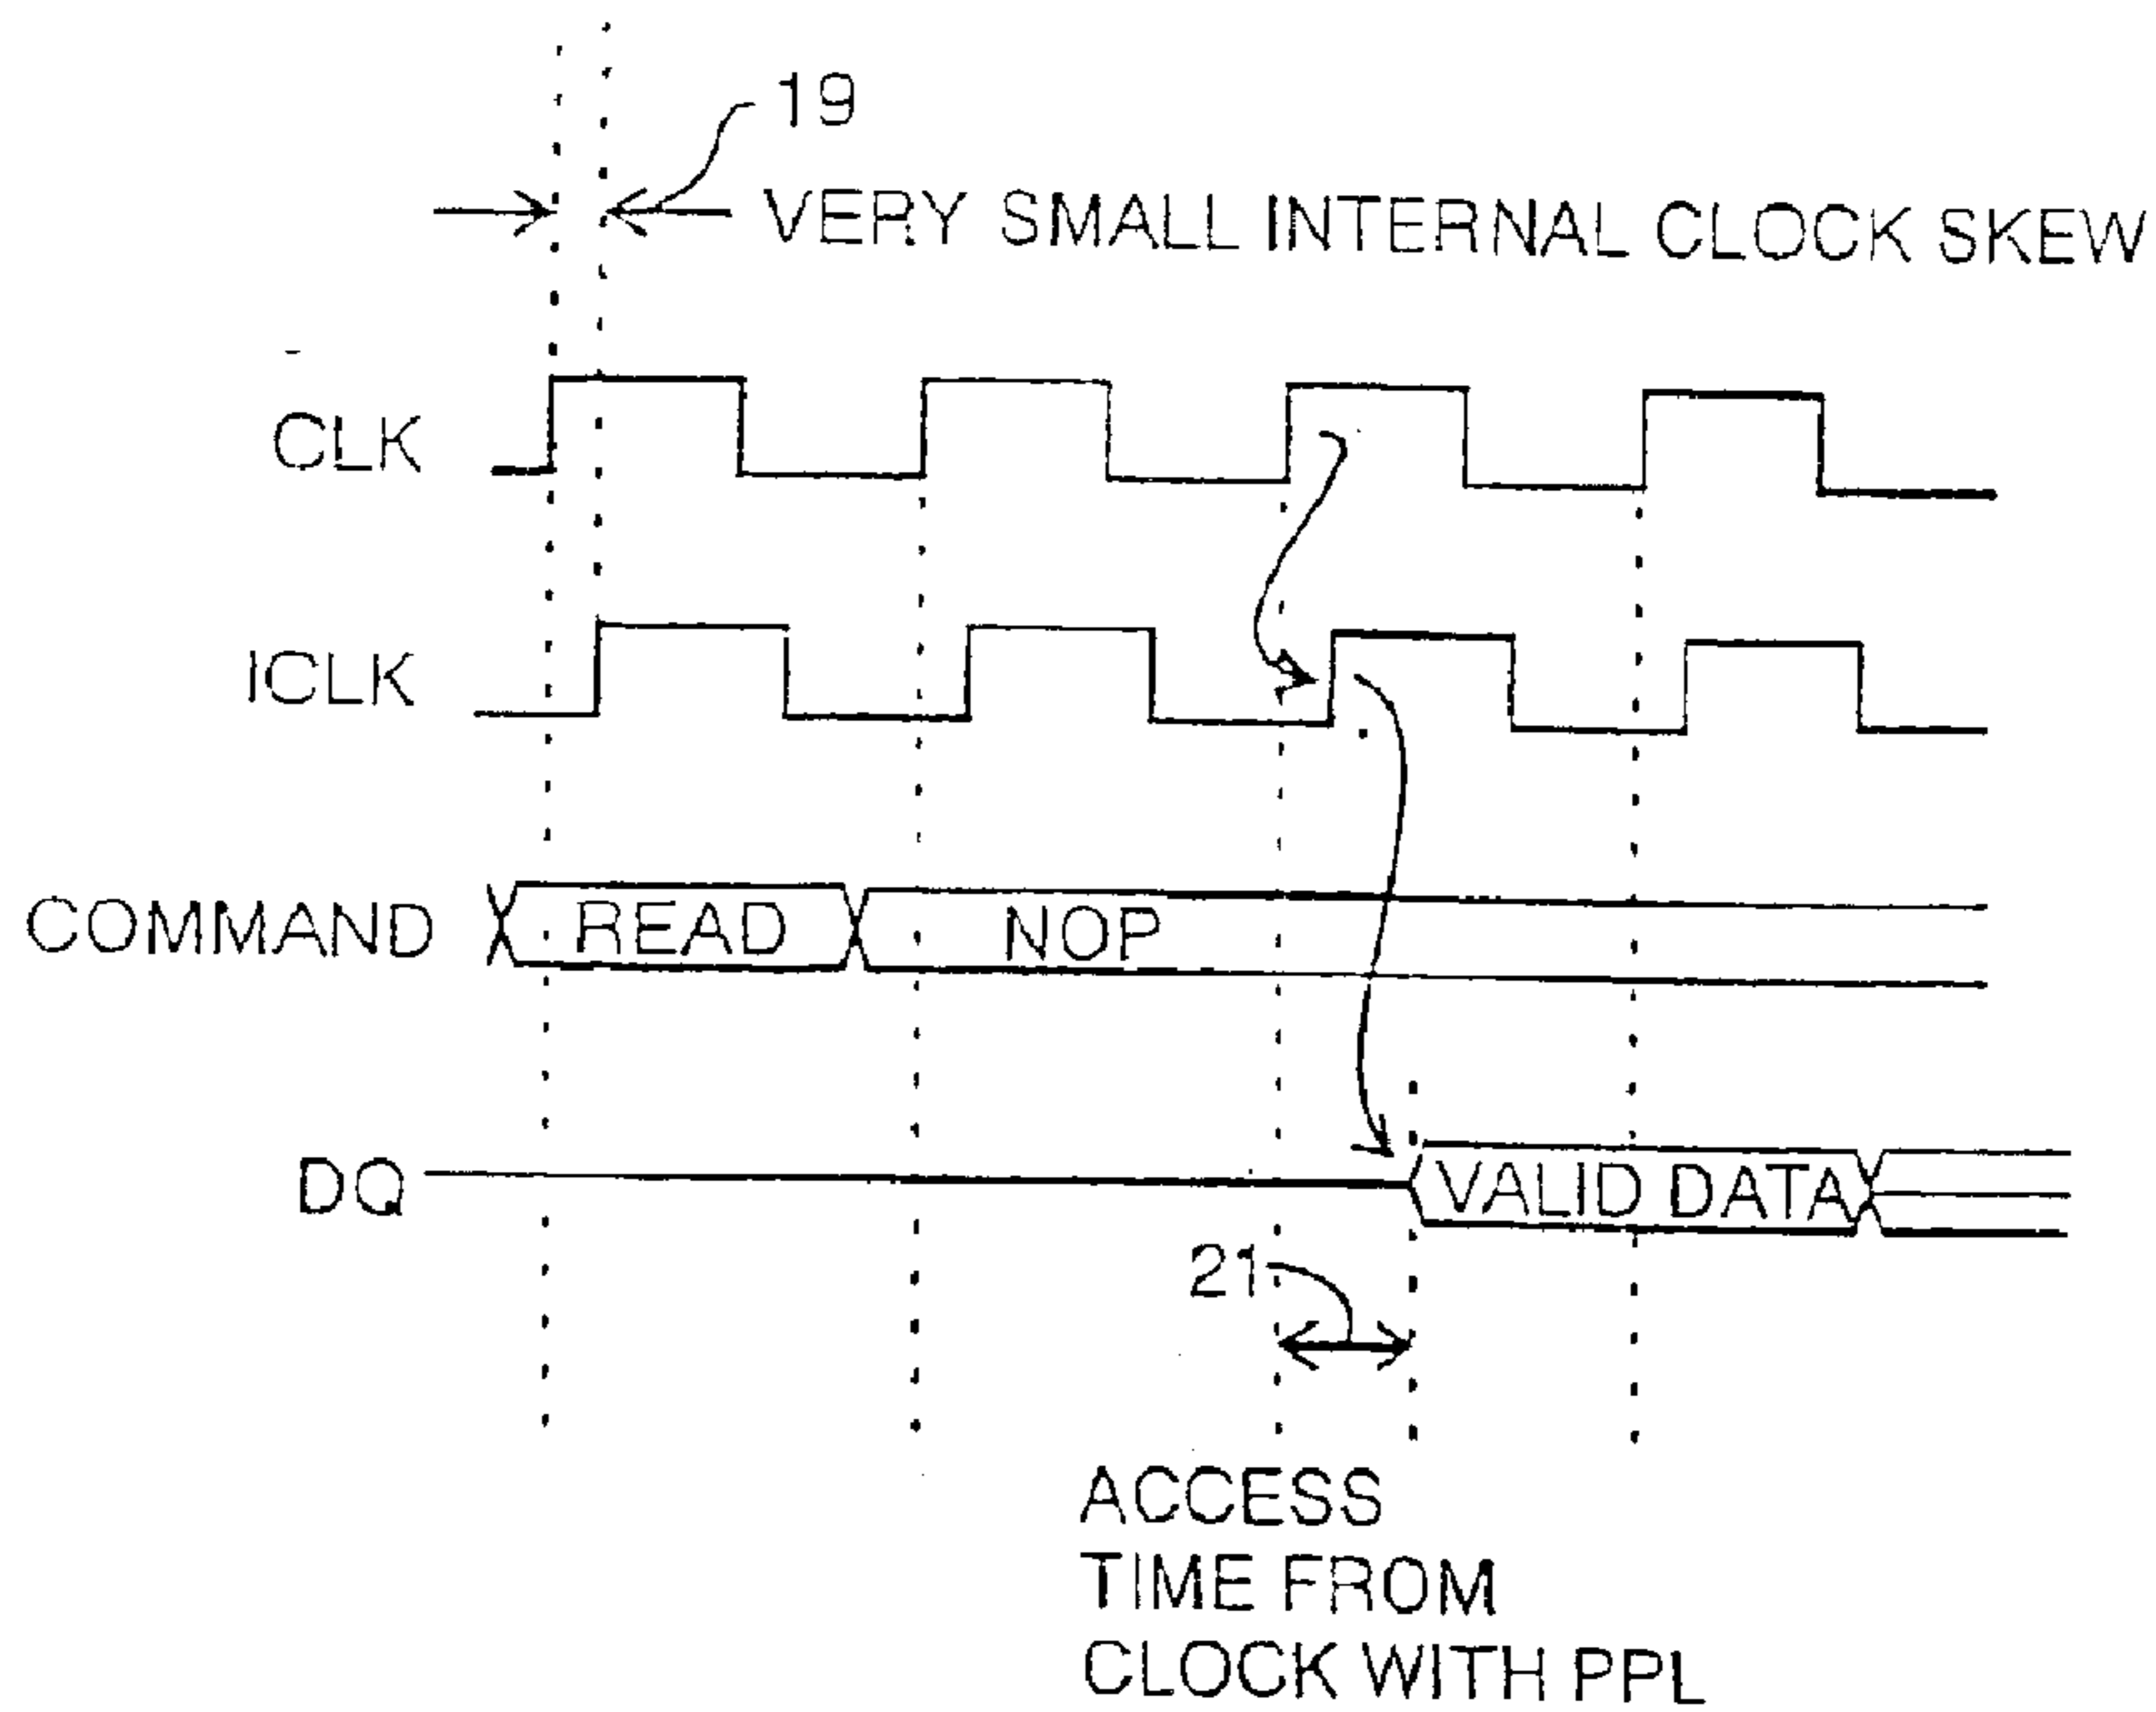 19
VERY SMALL INTERNAL CLOCK SKEW
CLK
ICLK
COMMAND READ NOP
DQ VALID DATA
21
ACCESS
TIME FROM
CLOCK WITH PPL